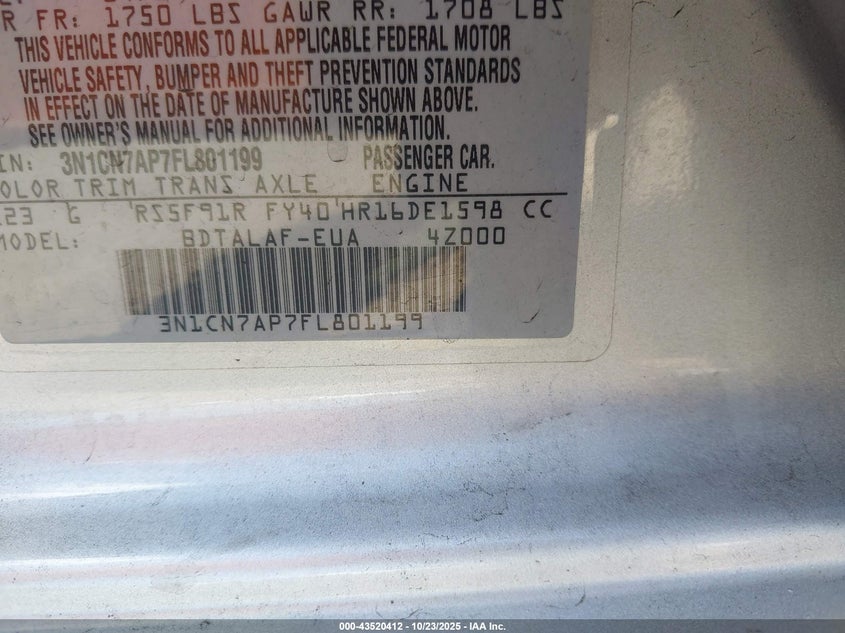 R FR: 1750 LBS GAWR RR: 1708 LBS
THIS VEHICLE CONFORMS TO ALL APPLICABLE FEDERAL MOTOR
VEHICLE SAFETY, BUMPER AND THEFT PREVENTION STANDARDS
IN EFFECT ON THE DATE OF MANUFACTURE SHOWN ABOVE.
SEE OWNER'S MANUAL FOR ADDITIONAL INFORMATION.
IN: 3N1CN7AP7FL801199 PASSENGER CAR.
OLOR TRIM TRANS AXLE ENGINE
23 G RS5F91R FY40 HR16DE1598 CC
MODEL: BDTALAF-EUA 4Z000
3N1CN7AP7FL801199
000-43520412 - 10/23/2025 - IAA Inc.